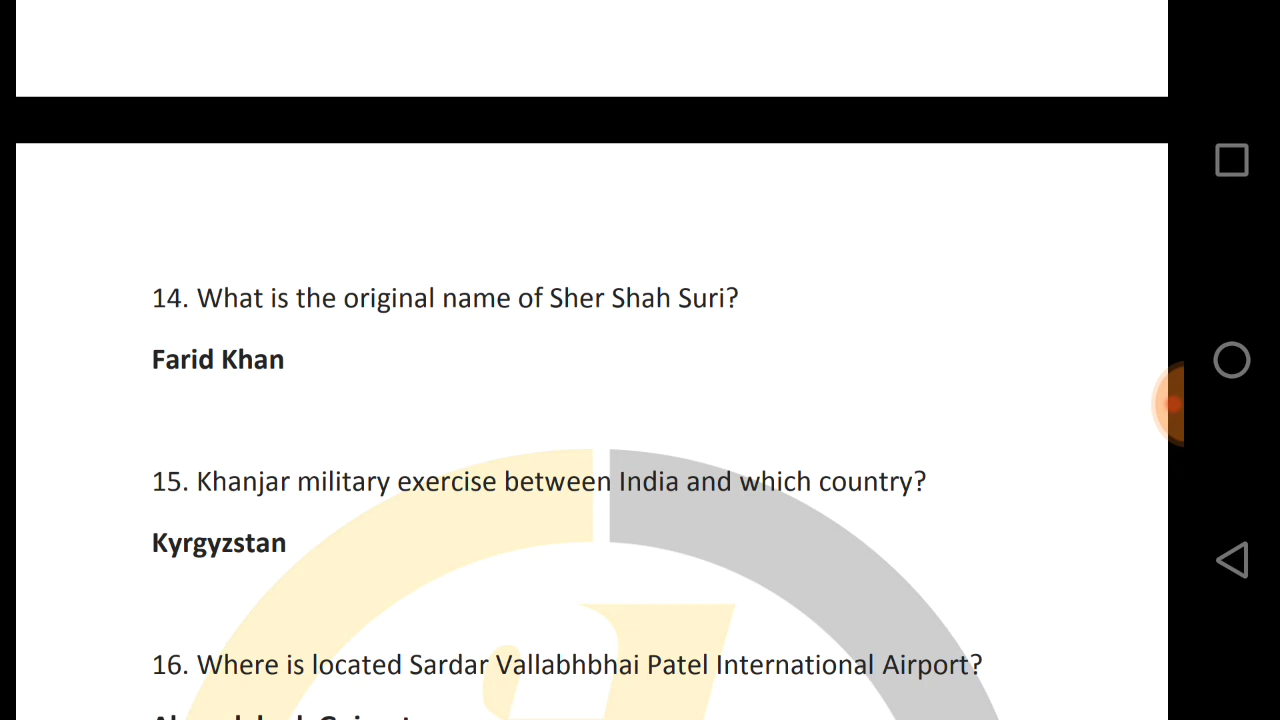 14. What is the original name of Sher Shah Suri?
Farid Khan
15. Khanjar military exercise between India and which country?
Kyrgyzstan
16. Where is located Sardar Vallabhbhai Patel International Airport?